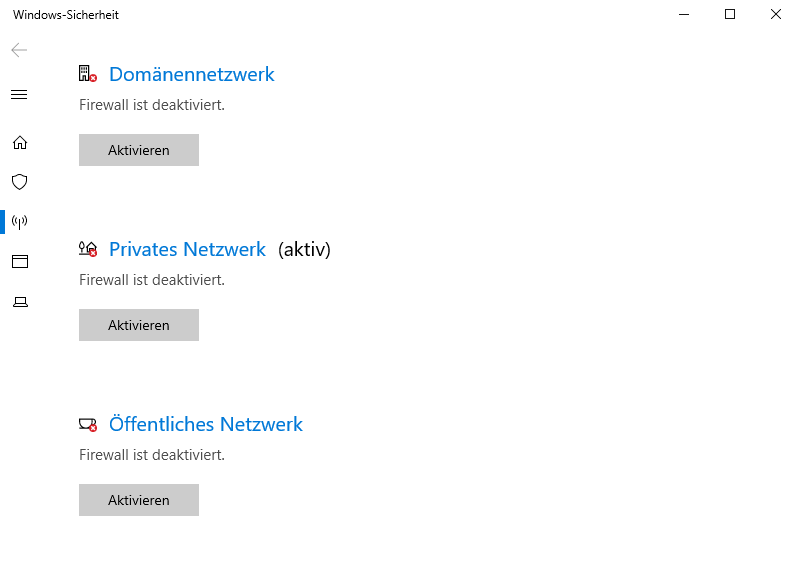 Windows-Sicherheit
Domänennetzwerk
Firewall ist deaktiviert.
Aktivieren
Privates Netzwerk (aktiv)
Firewall ist deaktiviert.
Aktivieren
Öffentliches Netzwerk
Firewall ist deaktiviert.
Aktivieren